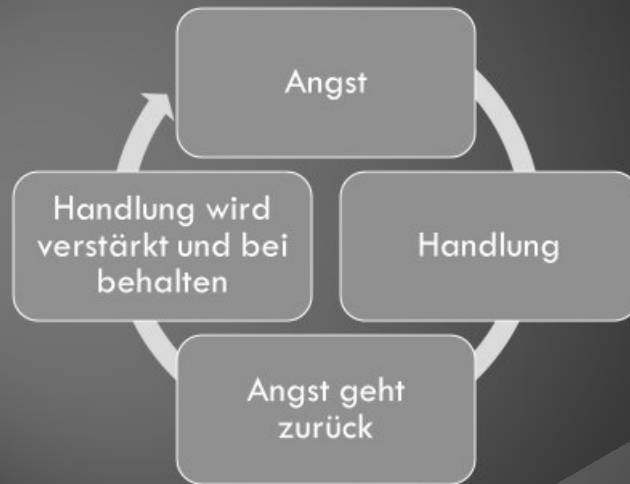 Angst
Handlung
Angst geht
zurück
Handlung wird
verstärkt und bei
behalten